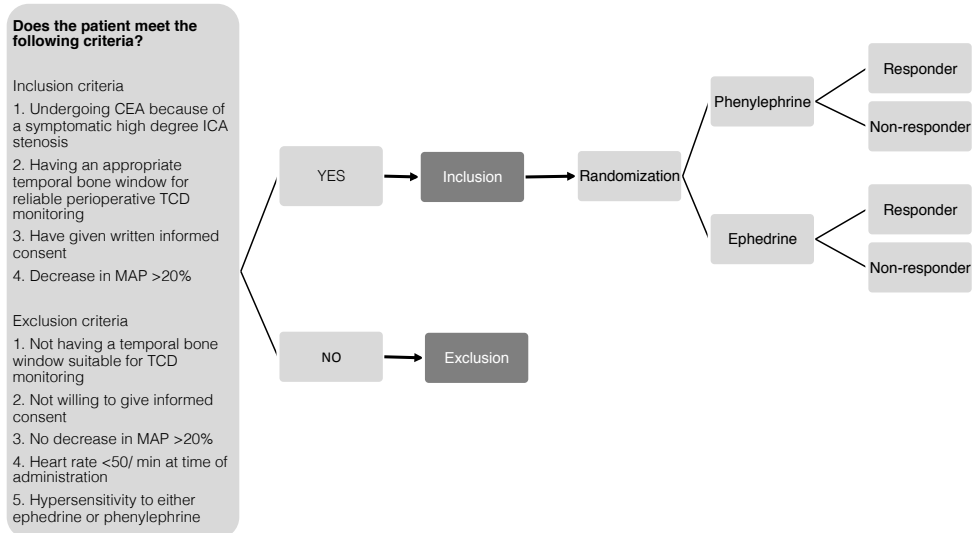 Does the patient meet the
following criteria?
Inclusion criteria
1. Undergoing CEA because of
a symptomatic high degree ICA
stenosis
2. Having an appropriate
temporal bone window for
reliable perioperative TCD
monitoring
3. Have given written informed
consent
4. Decrease in MAP >20%
Exclusion criteria
1. Not having a temporal bone
window suitable for TCD
monitoring
2. Not willing to give informed
consent
3. No decrease in MAP >20%
4. Heart rate <50/ min at time of
administration
5. Hypersensitivity to either
ephedrine or phenylephrine
YES
Inclusion
Randomization
Phenylephrine
Responder
Non-responder
Ephedrine
Responder
Non-responder
NO
Exclusion